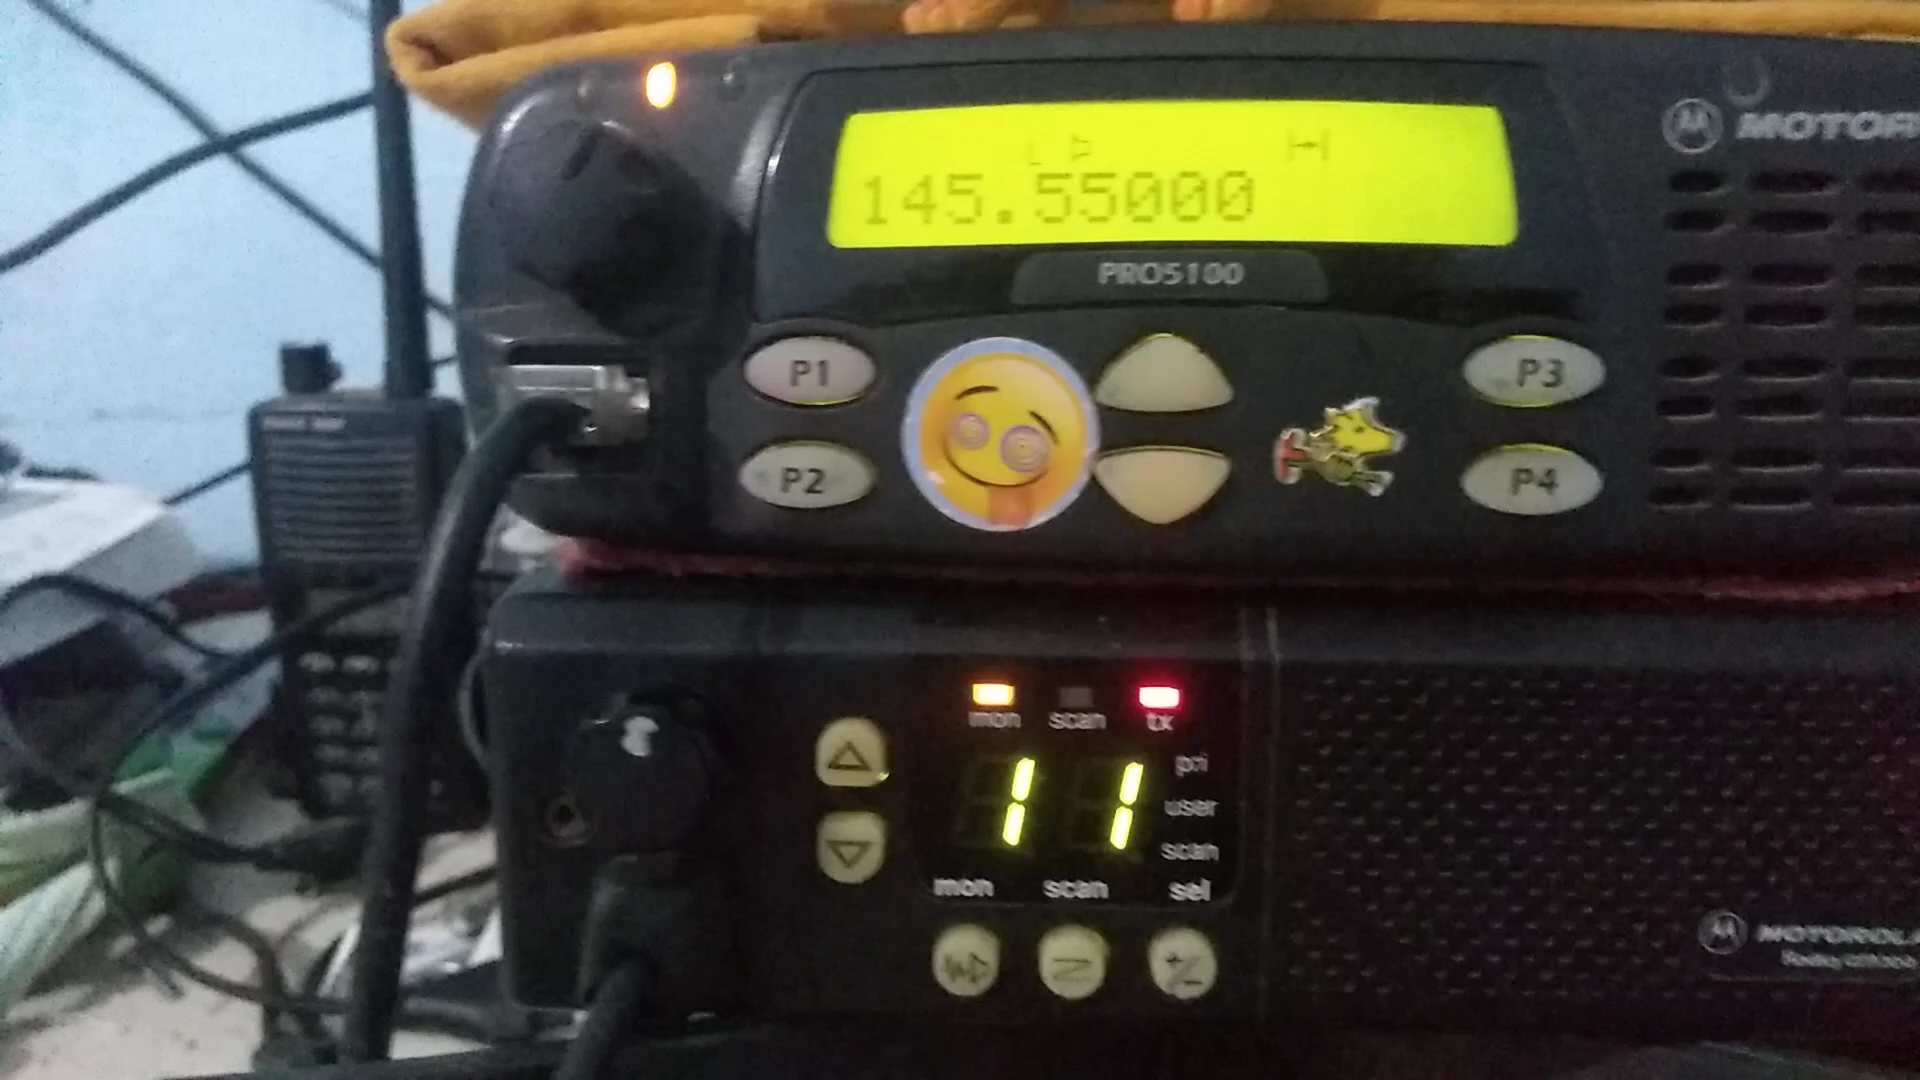 MOTOR
145.55000
PRO5100
P1
P3
P2
P4
mon scan tx
11
pri
user
scan
mon scan sel
MOTOROLA